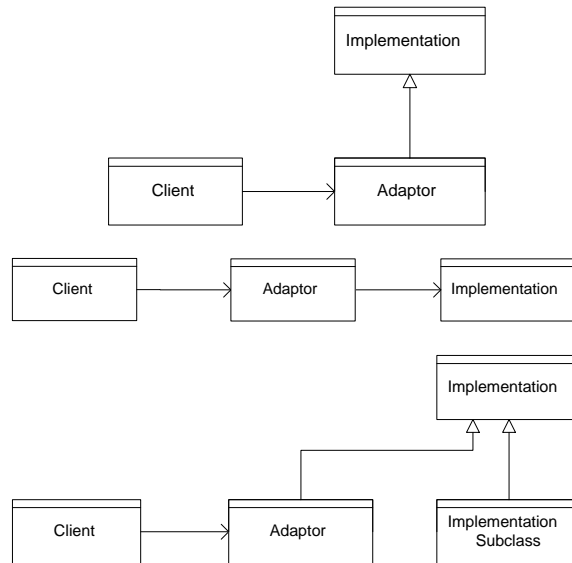 Implementation
Client
Adaptor
Client
Adaptor
Implementation
Implementation
Client
Adaptor
Implementation
Subclass